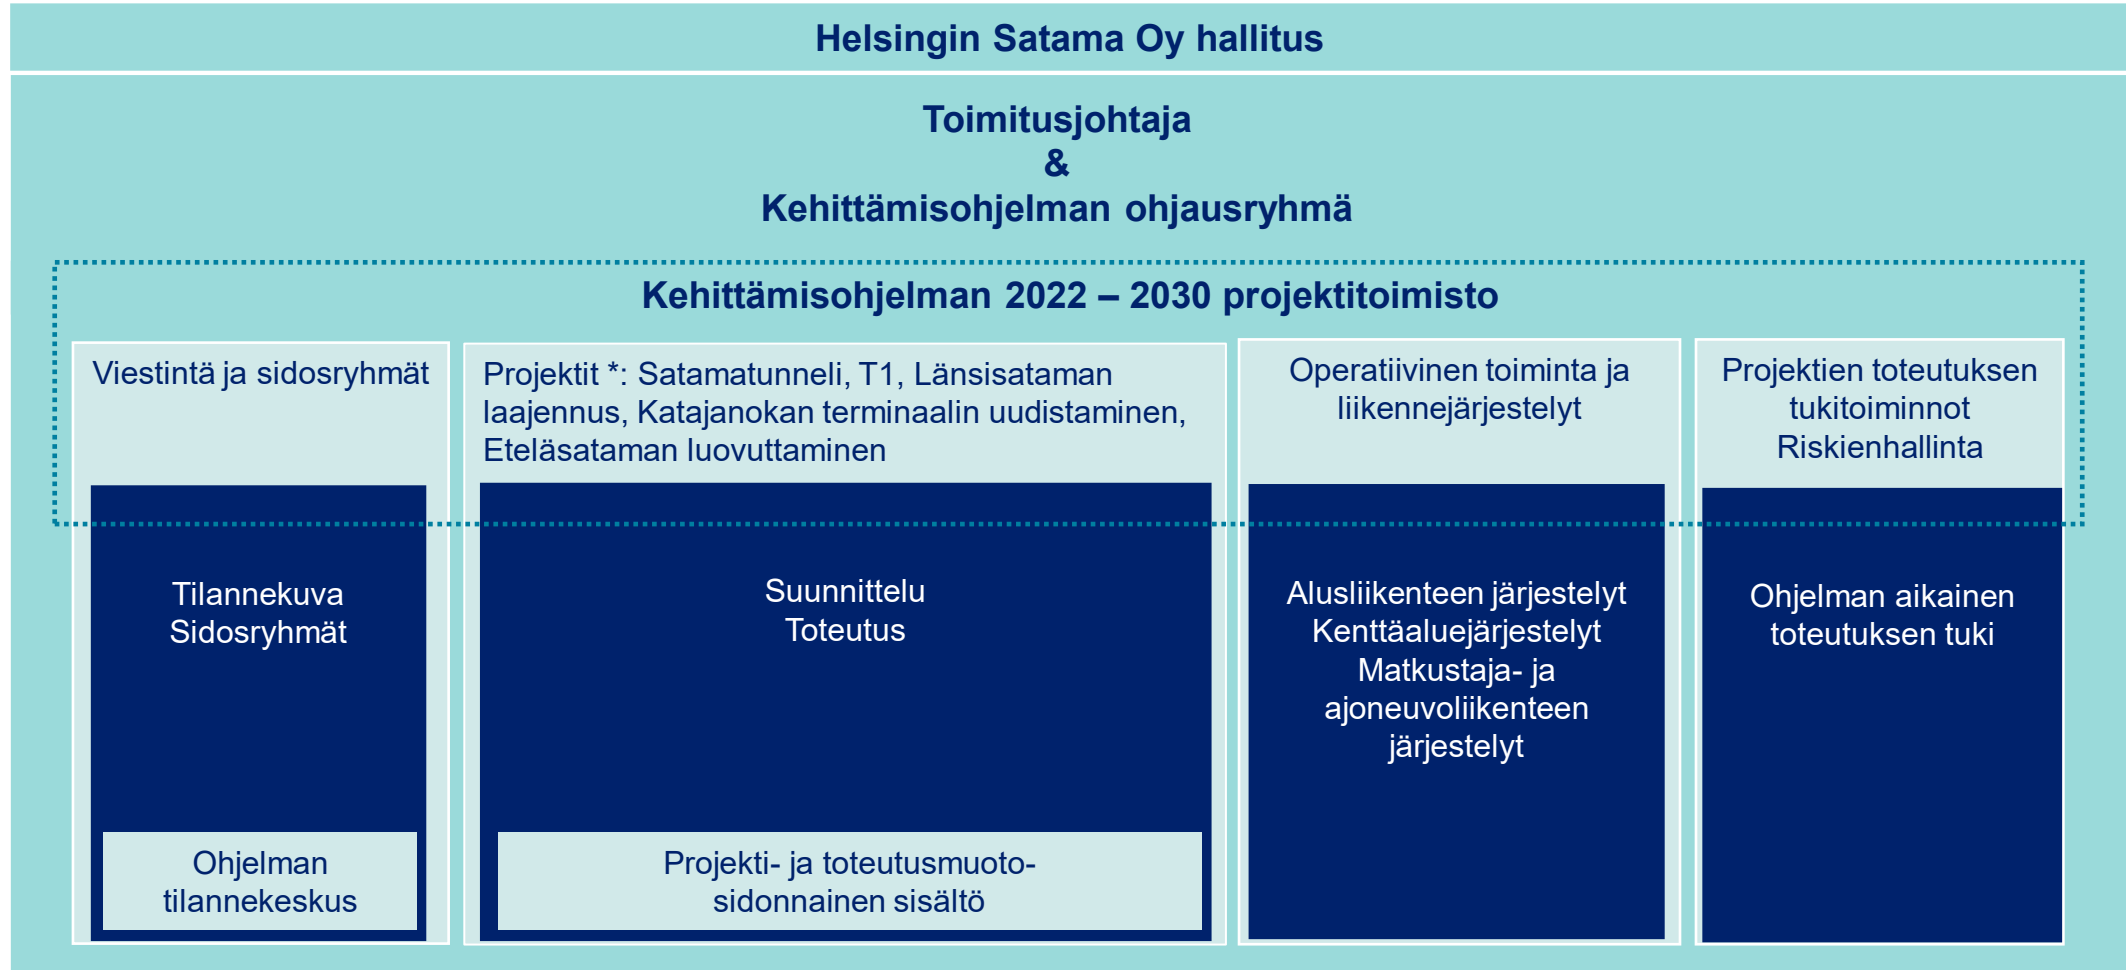 Helsingin Satama Oy hallitus
Toimitusjohtaja
&
Kehittämisohjelman ohjausryhmä
Kehittämisohjelman 2022 – 2030 projektitoimisto
Viestintä ja sidosryhmät
Tilannekuva
Sidosryhmät
Ohjelman
tilannekeskus
Projektit *: Satamatunneli, T1, Länsisataman
laajennus, Katajanokan terminaalin uudistaminen,
Eteläsataman luovuttaminen
Suunnittelu
Toteutus
Projekti- ja toteutusmuoto-
sidonnainen sisältö
Operatiivinen toiminta ja
liikennejärjestelyt
Alusliikenteen järjestelyt
Kenttäaluejärjestelyt
Matkustaja- ja
ajoneuvoliikenteen
järjestelyt
Projektien toteutuksen
tukitoiminnot
Riskienhallinta
Ohjelman aikainen
toteutuksen tuki